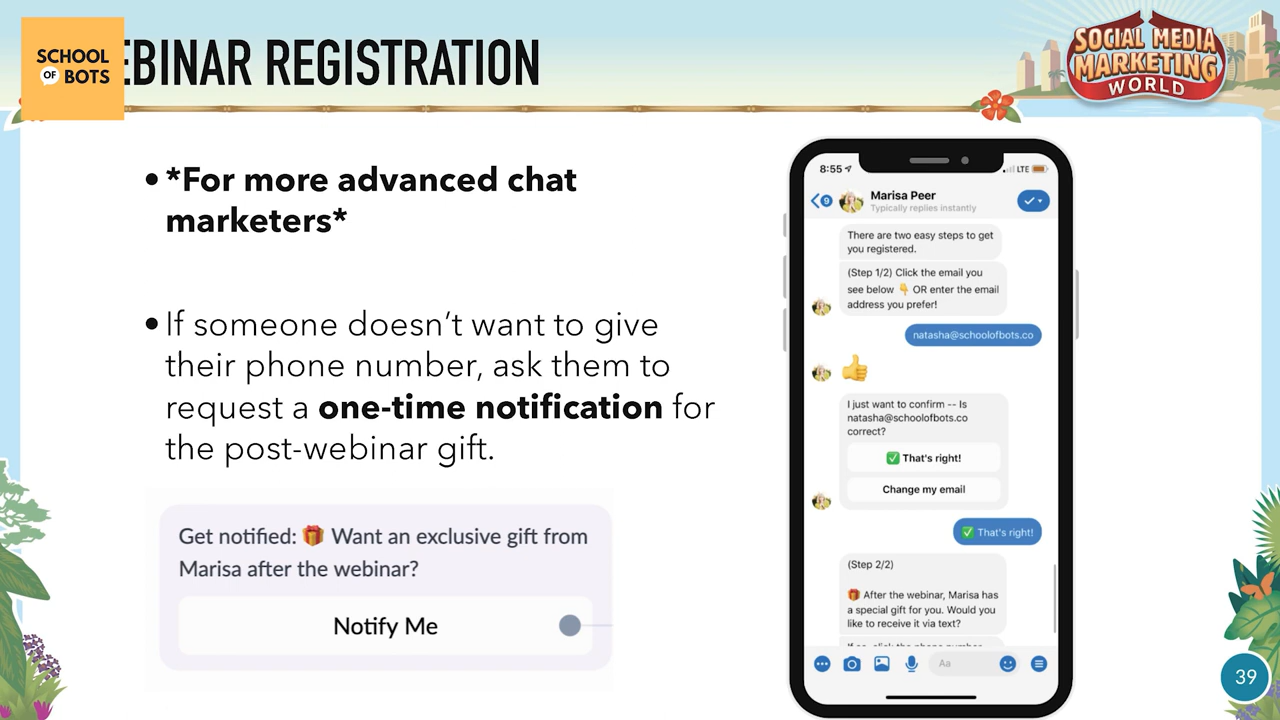 SCHOOL
OF BOTS
EBINAR REGISTRATION
SOCIAL MEDIA
MARKETING
WORLD
• *For more advanced chat
marketers*
• If someone doesn’t want to give
their phone number, ask them to
request a one-time notification for
the post-webinar gift.
Get notified: 🎁 Want an exclusive gift from
Marisa after the webinar?
Notify Me
8:55
LTE
9
Marisa Peer
Typically replies instantly
There are two easy steps to get
you registered.
(Step 1/2) Click the email you
see below 👇 OR enter the email
address you prefer!
natasha@schoolofbots.co
👍
I just want to confirm -- Is
natasha@schoolofbots.co
correct?
✅ That's right!
Change my email
✅ That's right!
(Step 2/2)
🎁 After the webinar, Marisa has
a special gift for you. Would you
like to receive it via text?
Aa
39